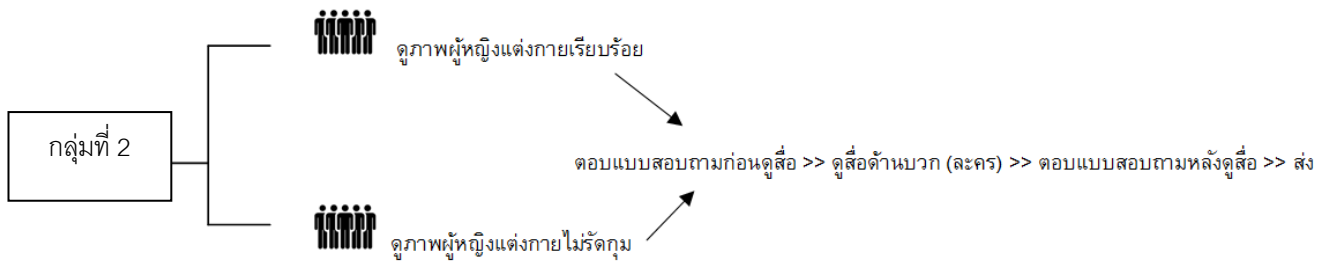 ดูภาพผู้หญิงแต่งกายเรียบร้อย
กลุ่มที่ 2
ตอบแบบสอบถามก่อนดูสื่อ >> ดูสื่อด้านบวก (ละคร) >> ตอบแบบสอบถามหลังดูสื่อ >> ส่ง
ดูภาพผู้หญิงแต่งกายไม่รัดกุม